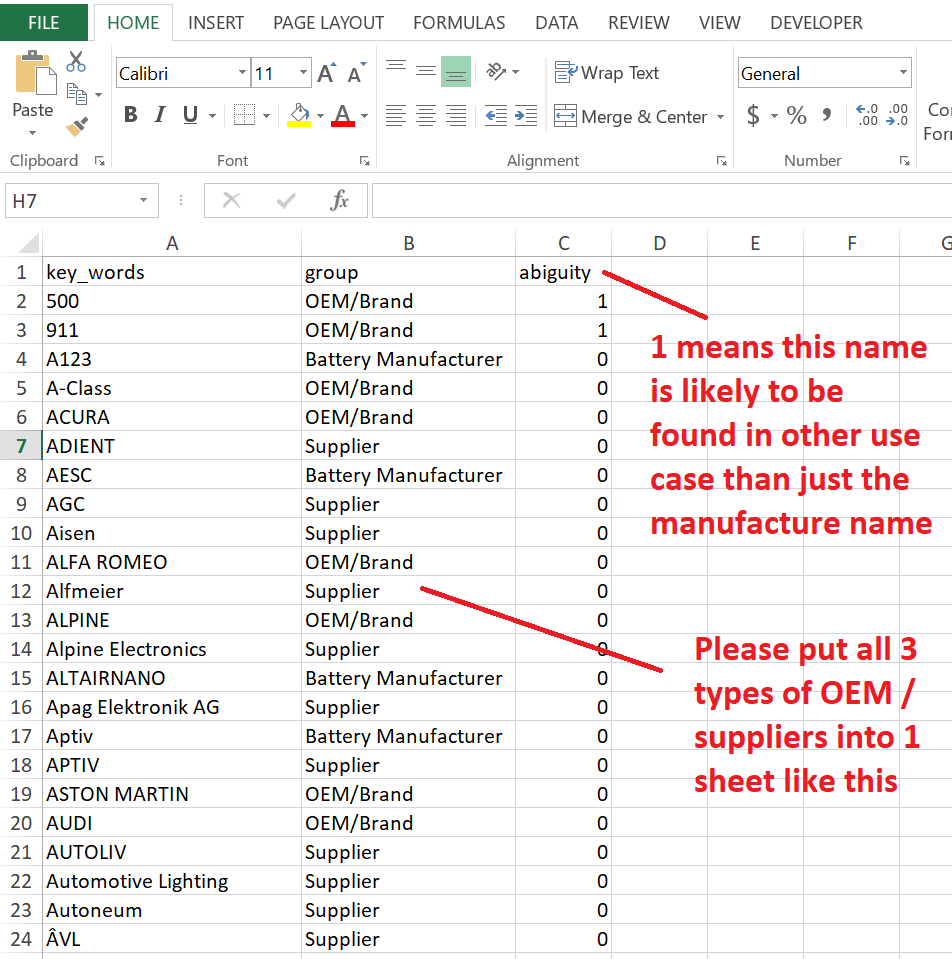 FILE HOME INSERT PAGE LAYOUT FORMULAS DATA REVIEW VIEW DEVELOPER
Paste
Clipboard
Calibri 11
B I U A
Font
Wrap Text
Merge & Center
Alignment
General
$ % ,
Number
H7
fx
A B C D E F G
1 key_words group abiguity
2 500 OEM/Brand 1
3 911 OEM/Brand 1
4 A123 Battery Manufacturer 0
5 A-Class OEM/Brand 0
6 ACURA OEM/Brand 0
7 ADIENT Supplier 0
8 AESC Battery Manufacturer 0
9 AGC Supplier 0
10 Aisen Supplier 0
11 ALFA ROMEO OEM/Brand 0
12 Alfmeier Supplier 0
13 ALPINE OEM/Brand 0
14 Alpine Electronics Supplier 0
15 ALTAIRNANO Battery Manufacturer 0
16 Apag Elektronik AG Supplier 0
17 Aptiv Battery Manufacturer 0
18 APTIV Supplier 0
19 ASTON MARTIN OEM/Brand 0
20 AUDI OEM/Brand 0
21 AUTOLIV Supplier 0
22 Automotive Lighting Supplier 0
23 Autoneum Supplier 0
24 ÂVL Supplier 0
1 means this name
is likely to be
found in other use
case than just the
manufacture name
Please put all 3
types of OEM /
suppliers into 1
sheet like this